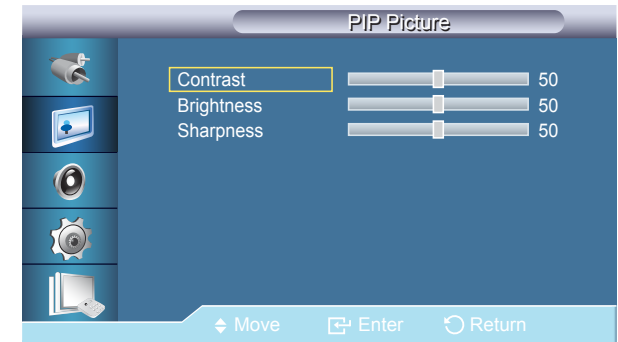 PIP Picture
Contrast 50
Brightness 50
Sharpness 50
Move Enter Return